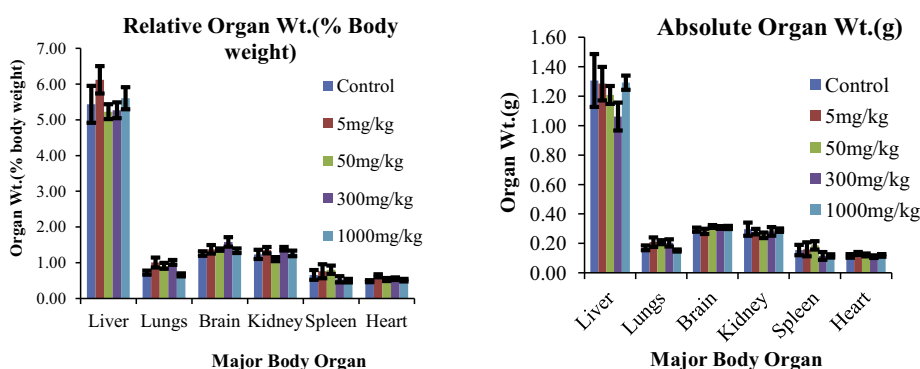 Relative Organ Wt.(% Body
weight)
Organ Wt.(% body weight)
7.00
6.00
5.00
4.00
3.00
2.00
1.00
0.00
Control
5mg/kg
50mg/kg
300mg/kg
1000mg/kg
Liver Lungs Brain Kidney Spleen Heart
Major Body Organ
Absolute Organ Wt.(g)
Organ Wt.(g)
1.60
1.40
1.20
1.00
0.80
0.60
0.40
0.20
0.00
Control
5mg/kg
50mg/kg
300mg/kg
1000mg/kg
Liver Lungs Brain Kidney Spleen Heart
Major Body Organ